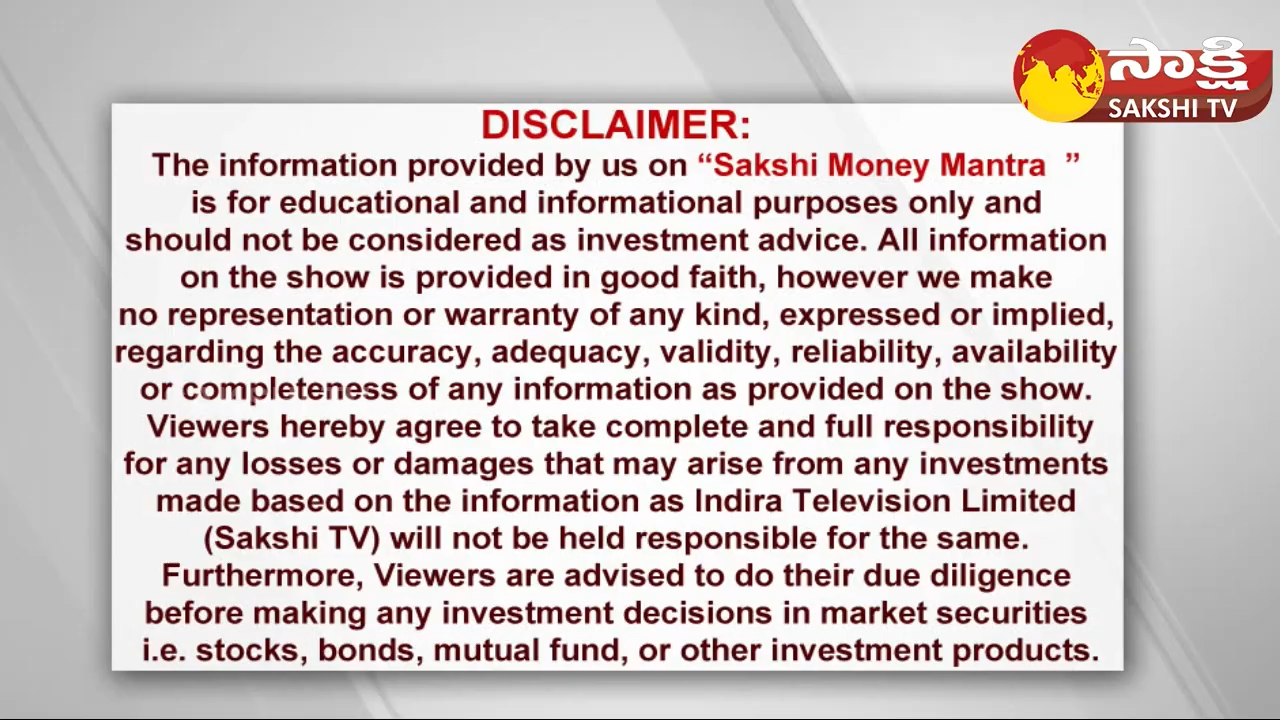 సాక్షి
SAKSHI TV
DISCLAIMER:
The information provided by us on “Sakshi Money Mantra ”
is for educational and informational purposes only and
should not be considered as investment advice. All information
on the show is provided in good faith, however we make
no representation or warranty of any kind, expressed or implied,
regarding the accuracy, adequacy, validity, reliability, availability
or completeness of any information as provided on the show.
Viewers hereby agree to take complete and full responsibility
for any losses or damages that may arise from any investments
made based on the information as Indira Television Limited
(Sakshi TV) will not be held responsible for the same.
Furthermore, Viewers are advised to do their due diligence
before making any investment decisions in market securities
i.e. stocks, bonds, mutual fund, or other investment products.